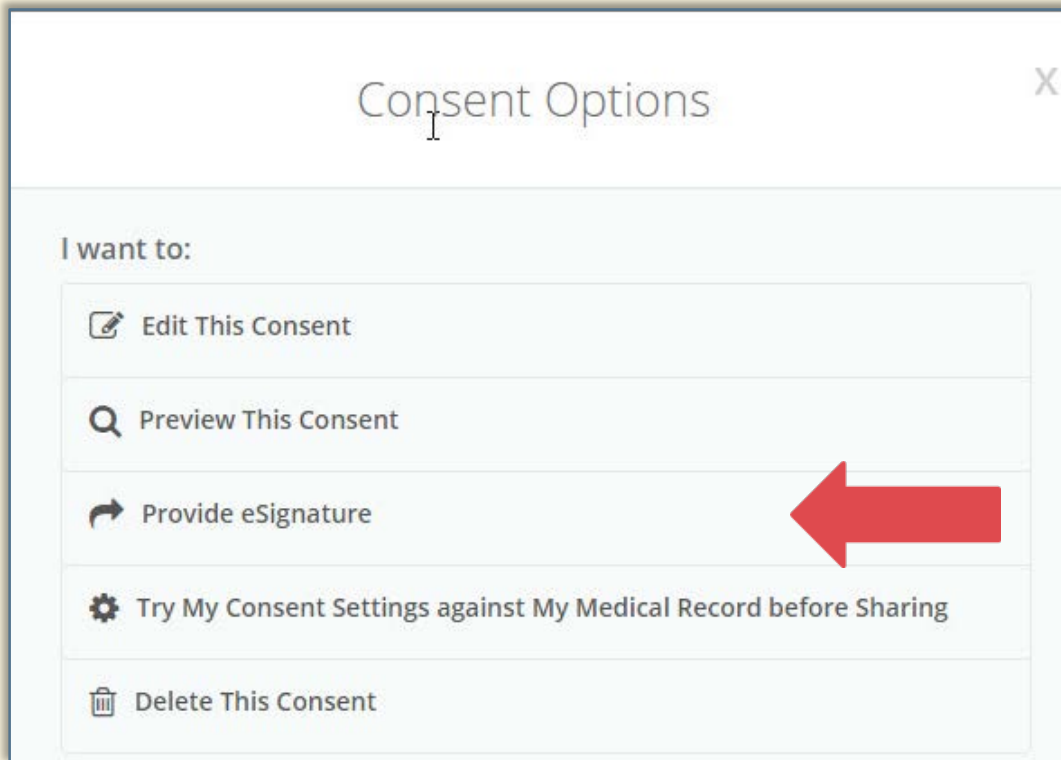 Consent Options
X
I want to:
Edit This Consent
Preview This Consent
Provide eSignature
Try My Consent Settings against My Medical Record before Sharing
Delete This Consent